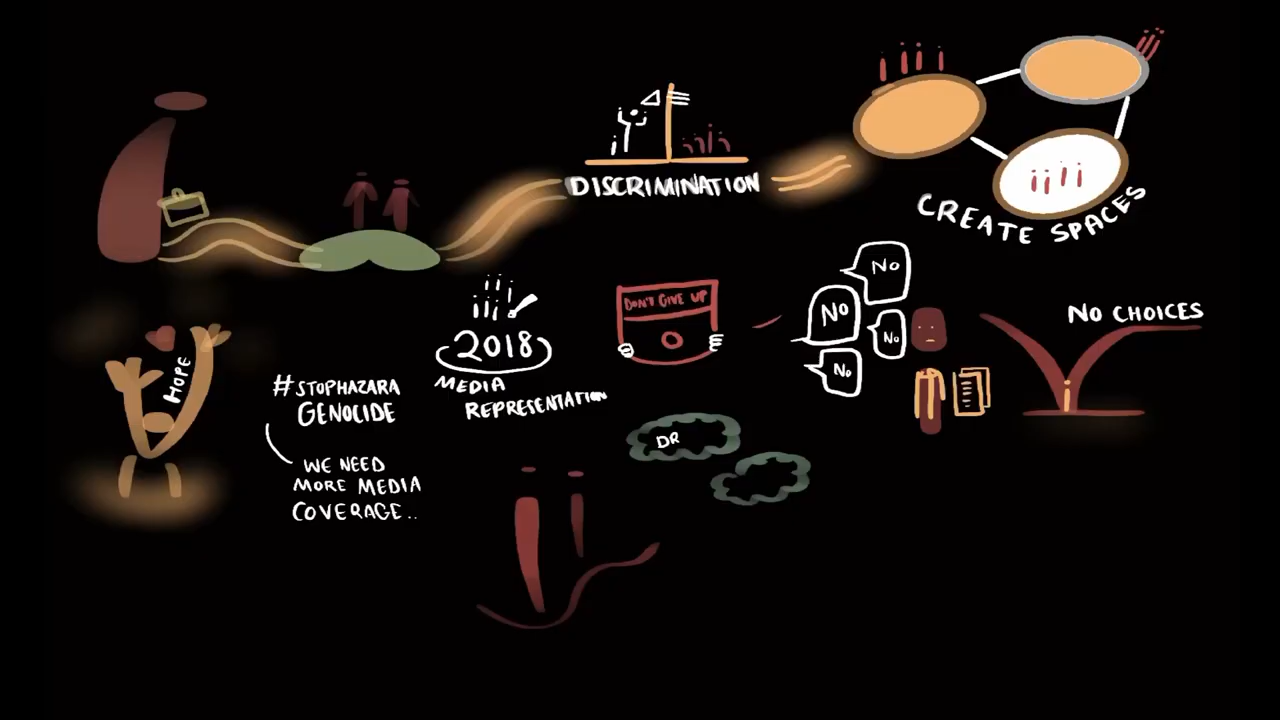 DISCRIMINATION
CREATE SPACES
HOPE
#STOPHAZARA
GENOCIDE
WE NEED
MORE MEDIA
COVERAGE..
2018
MEDIA
REPRESENTATION
DON'T GIVE UP
DR
NO
NO
NO
NO
NO CHOICES